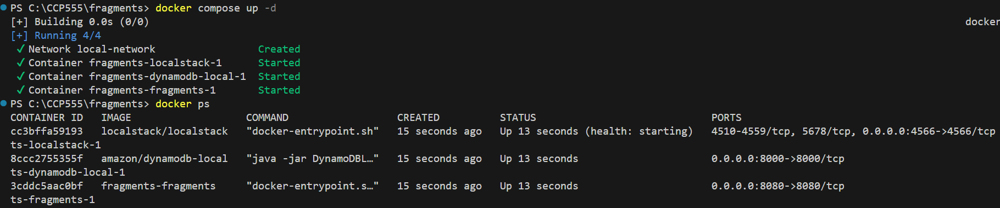 PS C:\CCP555\fragments> docker compose up -d
[+] Building 0.0s (0/0) docker
[+] Running 4/4
✓ Network local-network Created
✓ Container fragments-localstack-1 Started
✓ Container fragments-dynamodb-local-1 Started
✓ Container fragments-fragments-1 Started
PS C:\CCP555\fragments> docker ps
CONTAINER ID IMAGE COMMAND CREATED STATUS PORTS
cc3bffa59193 localstack/localstack "docker-entrypoint.sh" 15 seconds ago Up 13 seconds (health: starting) 4510-4559/tcp, 5678/tcp, 0.0.0.0:4566->4566/tcp
ts-localstack-1
8ccc2755355f amazon/dynamodb-local "java -jar DynamoDBL…" 15 seconds ago Up 13 seconds 0.0.0.0:8000->8000/tcp
ts-dynamodb-local-1
3cddc5aac0bf fragments-fragments "docker-entrypoint.s…" 15 seconds ago Up 13 seconds 0.0.0.0:8080->8080/tcp
ts-fragments-1